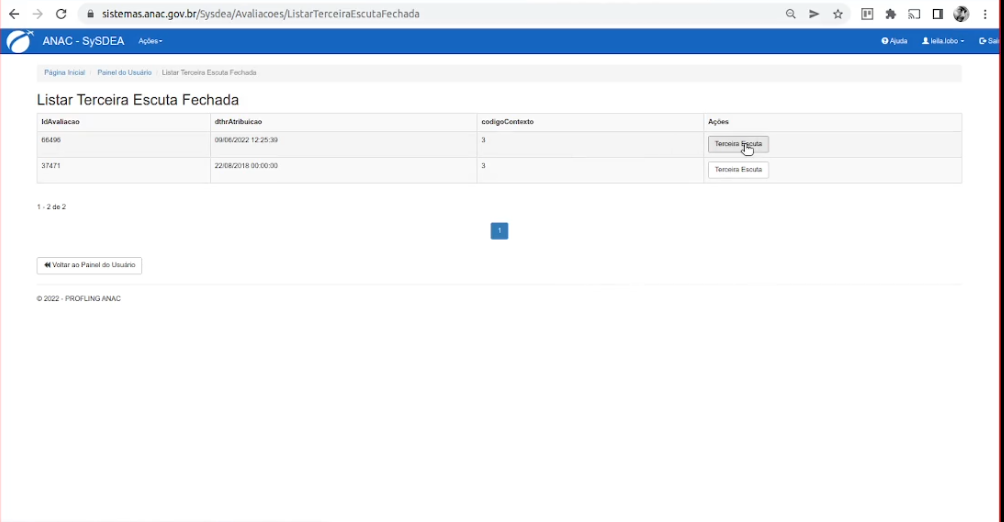 sistemas.anac.gov.br/Sysdea/Avaliacoes/ListarTerceiraEscutaFechada
ANAC - SySDEA Ações Ajuda leila.lobo Sair
Página Inicial / Painel do Usuário / Listar Terceira Escuta Fechada
Listar Terceira Escuta Fechada
IdAvaliacao dthrAtribuicao codigoContexto Ações
66496 09/06/2022 12:25:39 3 Terceira Escuta
37471 22/08/2018 00:00:00 3 Terceira Escuta
1 - 2 de 2
1
Voltar ao Painel do Usuário
© 2022 - PROFLING ANAC